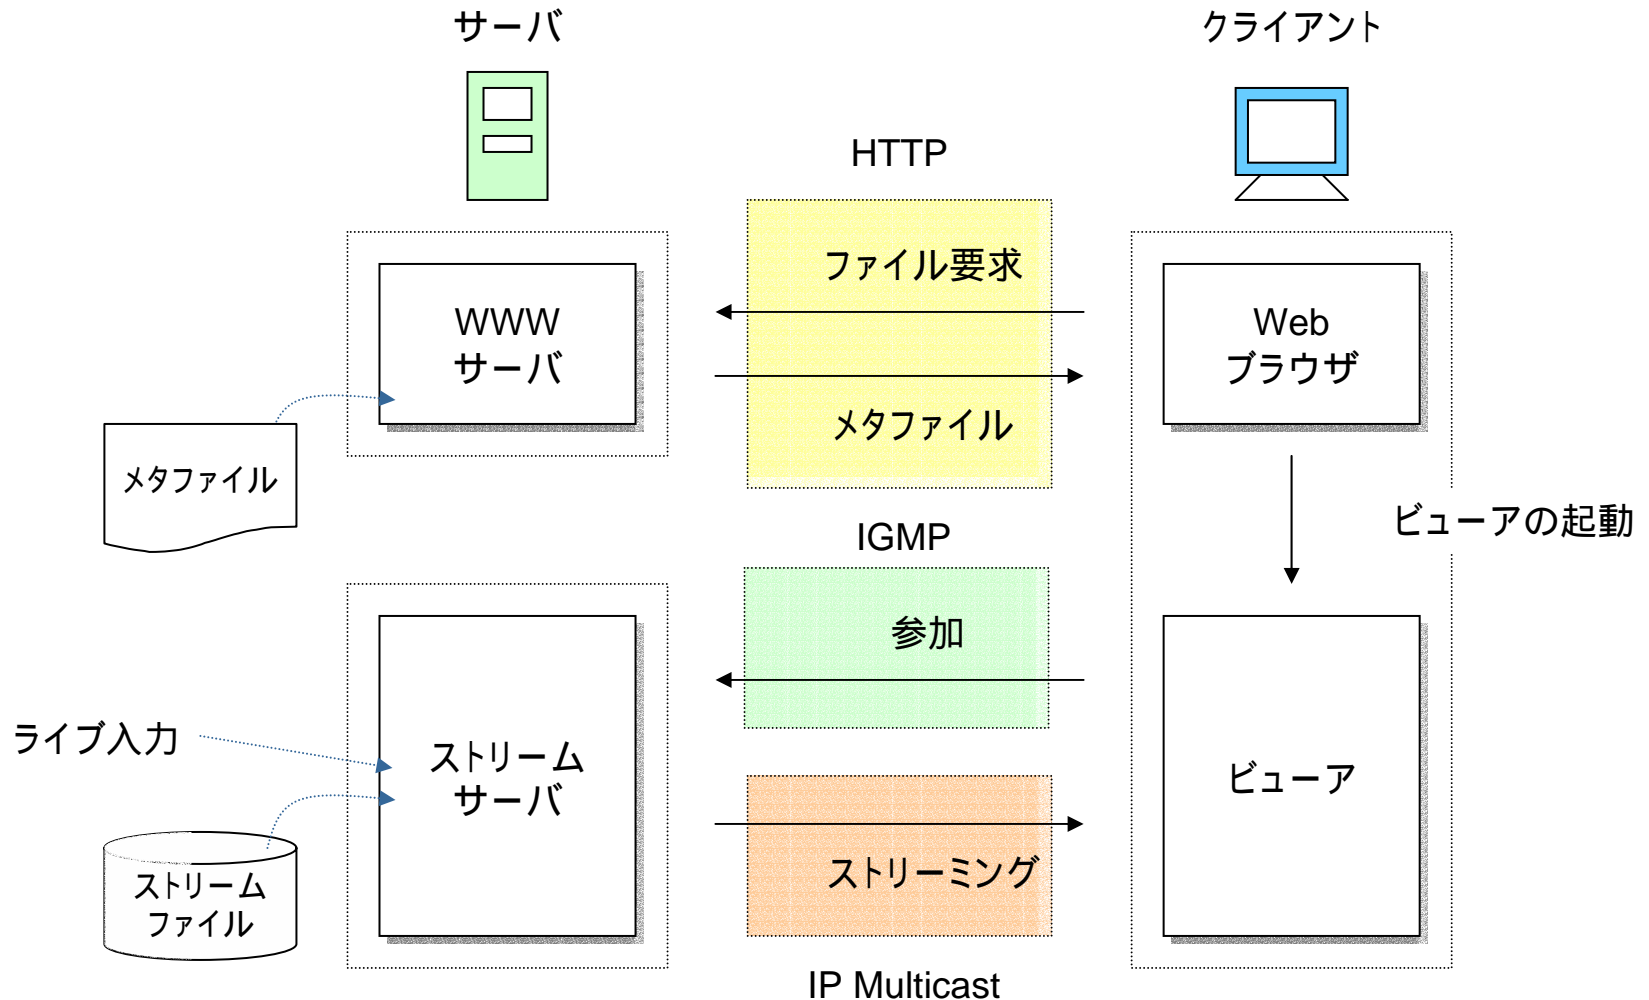 サーバ
クライアント
HTTP
ファイル要求
WWW
サーバ
Web
ブラウザ
メタファイル
メタファイル
ビューアの起動
IGMP
参加
ライブ入力
ストリーム
サーバ
ビューア
ストリーミング
ストリーム
ファイル
IP Multicast